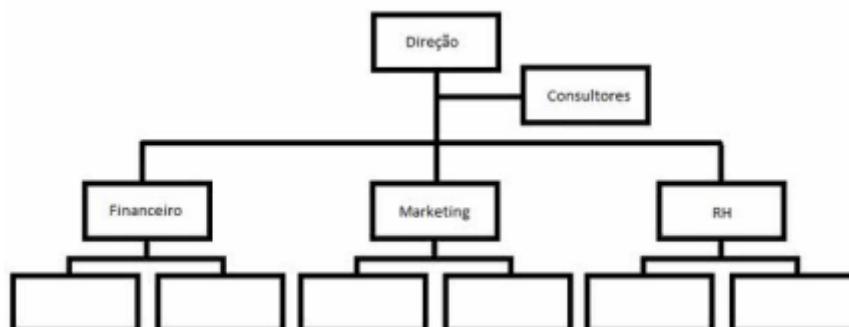 Direção
Consultores
Financeiro
Marketing
RH